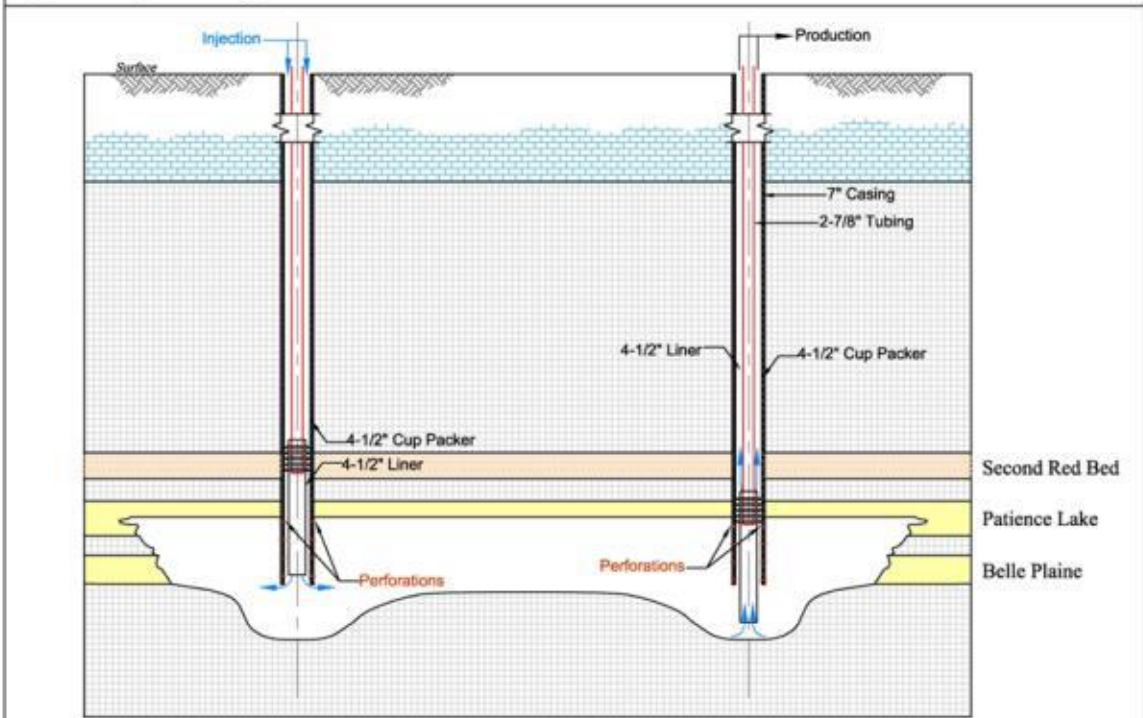 Injection
Production
Surface
7" Casing
2-7/8" Tubing
4-1/2" Liner
4-1/2" Cup Packer
4-1/2" Cup Packer
4-1/2" Liner
Second Red Bed
Patience Lake
Perforations
Perforations
Belle Plaine